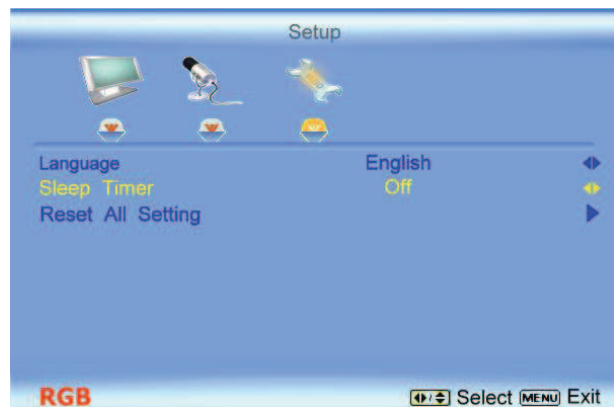 Setup
Language English
Sleep Timer Off
Reset All Setting
RGB Select MENU Exit